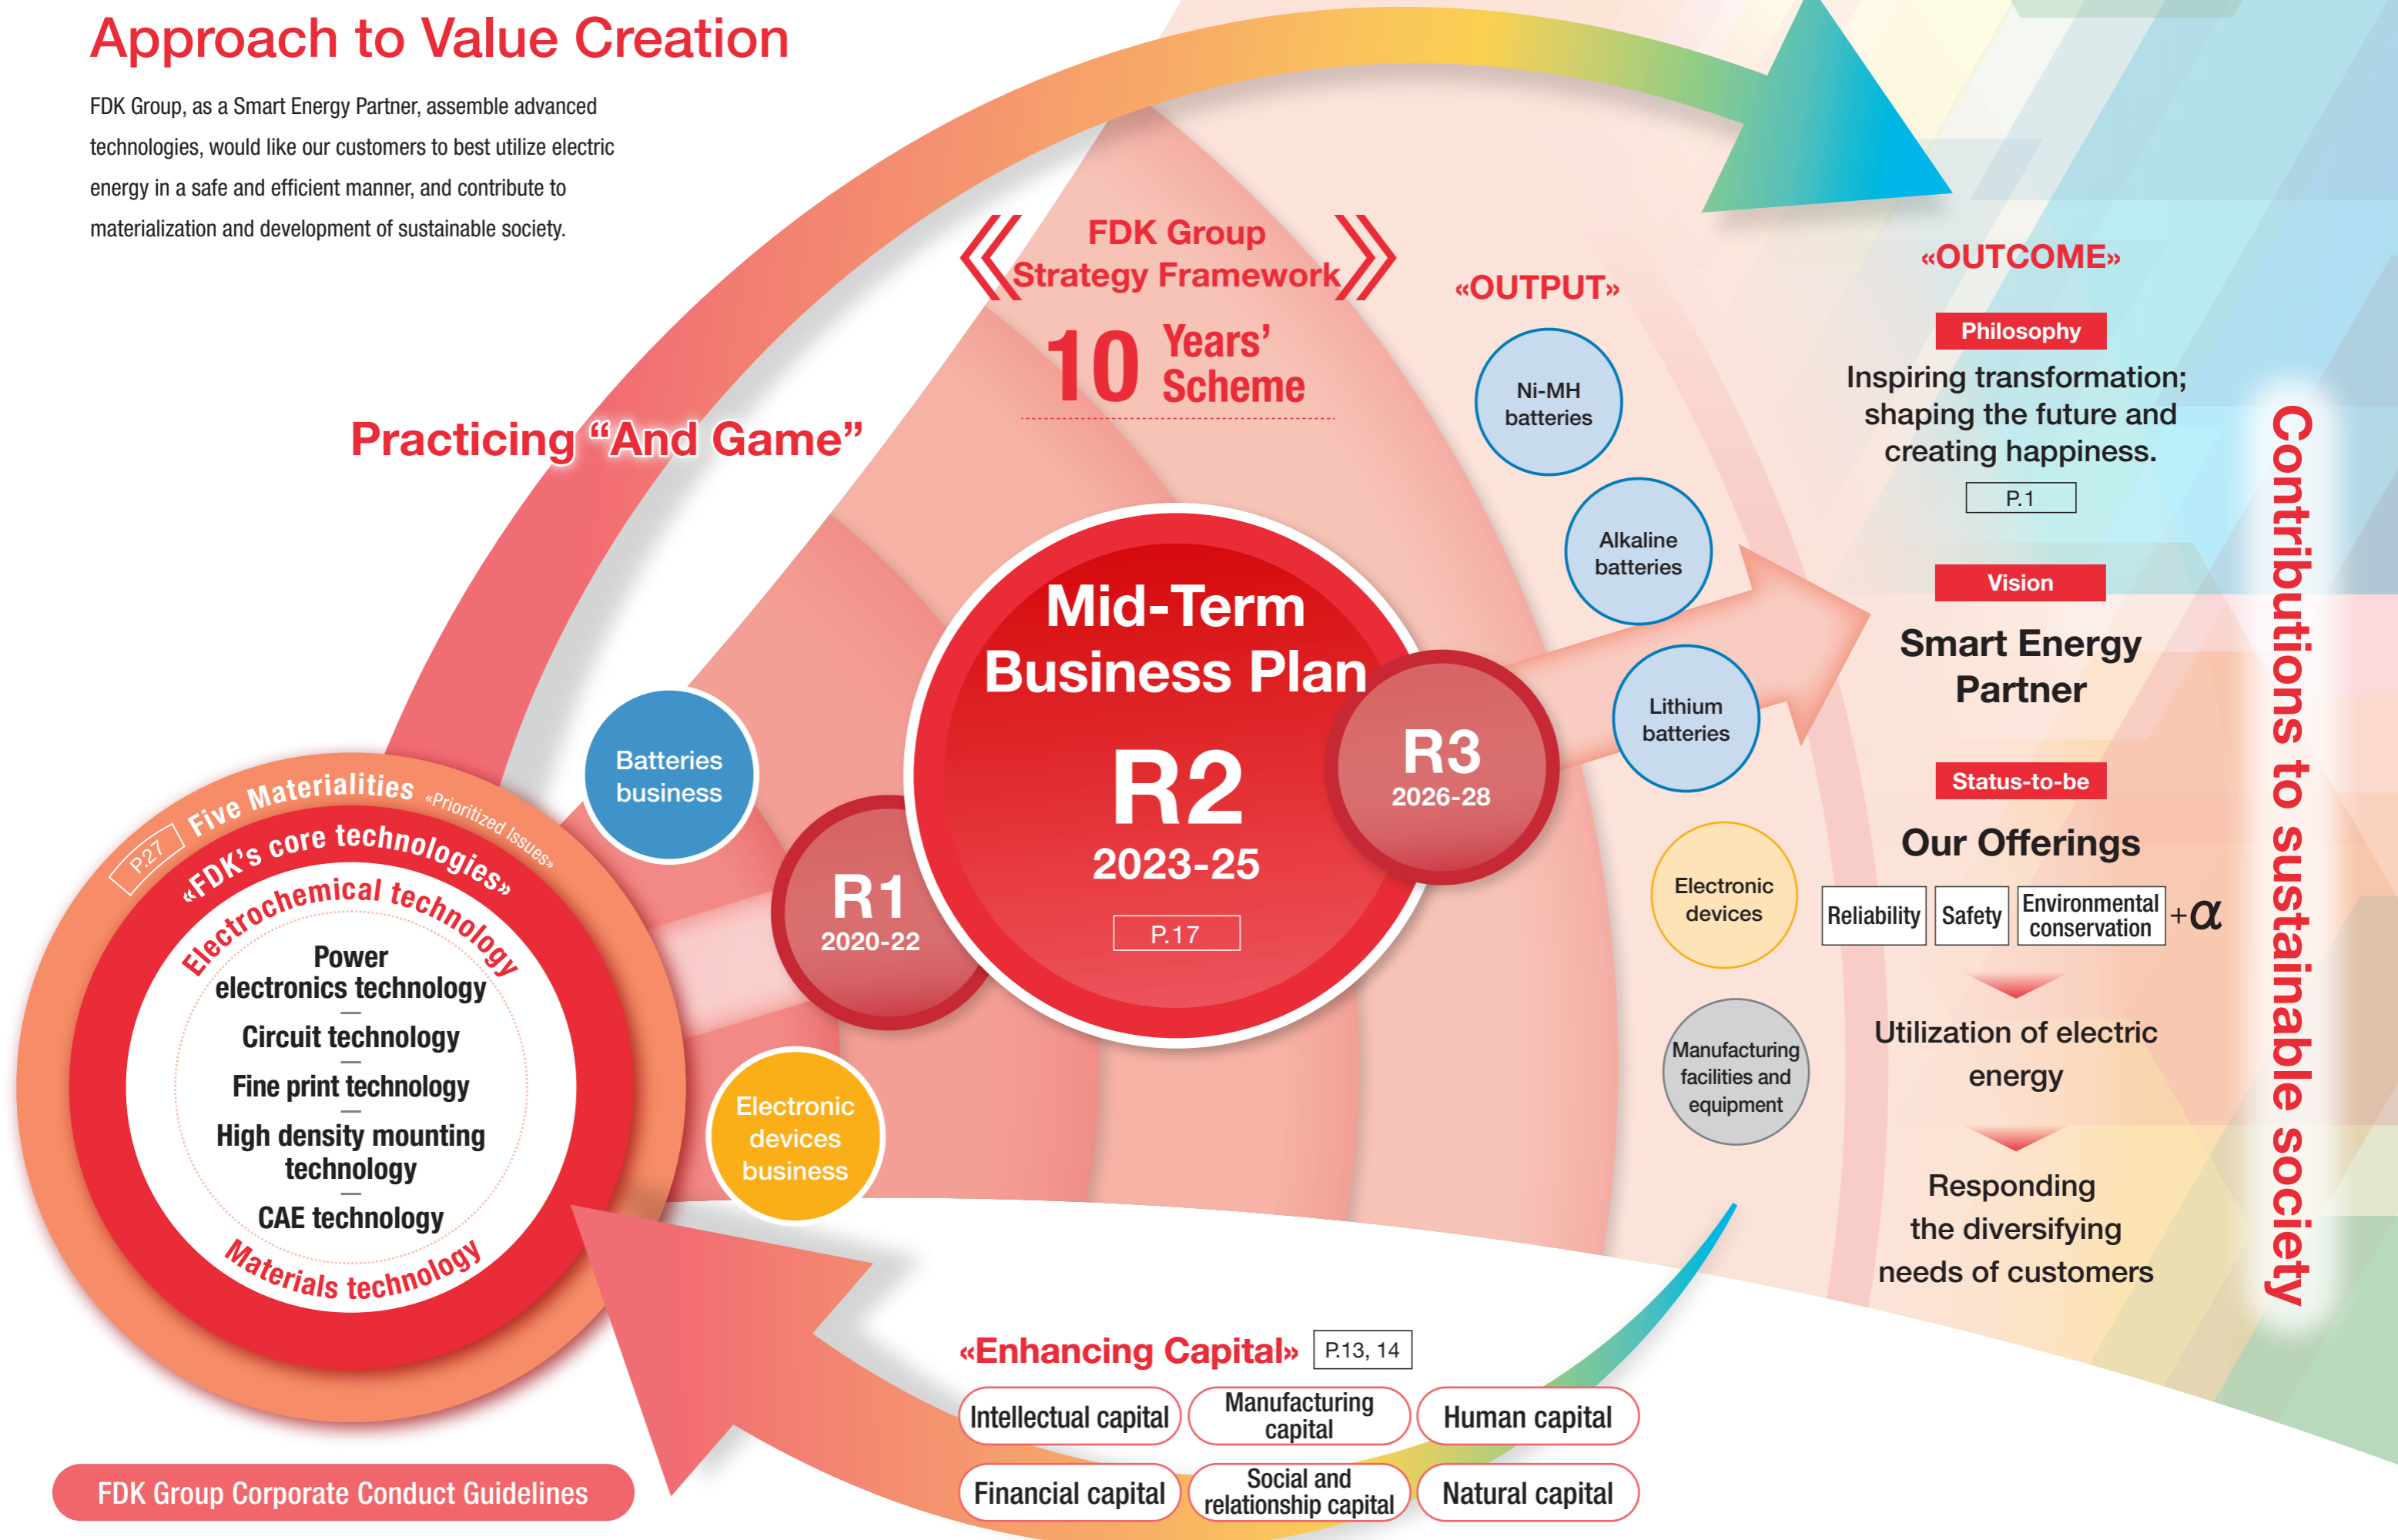 Approach to Value Creation
FDK Group, as a Smart Energy Partner, assemble advanced
technologies, would like our customers to best utilize electric
energy in a safe and efficient manner, and contribute to
materialization and development of sustainable society.
Practicing “And Game”
FDK Group
Strategy Framework
10 Years’
Scheme
Batteries
business
Electronic
devices
business
R1
2020-22
Mid-Term
Business Plan
R2
2023-25
P.17
R3
2026-28
P.27 Five Materialities «Prioritized Issues»
«FDK’s core technologies»
Electrochemical technology
Power
electronics technology
Circuit technology
Fine print technology
High density mounting
technology
CAE technology
Materials technology
«OUTPUT»
Ni-MH
batteries
Alkaline
batteries
Lithium
batteries
Electronic
devices
Manufacturing
facilities and
equipment
«OUTCOME»
Philosophy
Inspiring transformation;
shaping the future and
creating happiness.
P.1
Vision
Smart Energy
Partner
Status-to-be
Our Offerings
Reliability Safety Environmental
conservation +α
Utilization of electric
energy
Responding
the diversifying
needs of customers
Contributions to sustainable society
«Enhancing Capital» P.13, 14
Intellectual capital
Manufacturing
capital
Human capital
Financial capital
Social and
relationship capital
Natural capital
FDK Group Corporate Conduct Guidelines